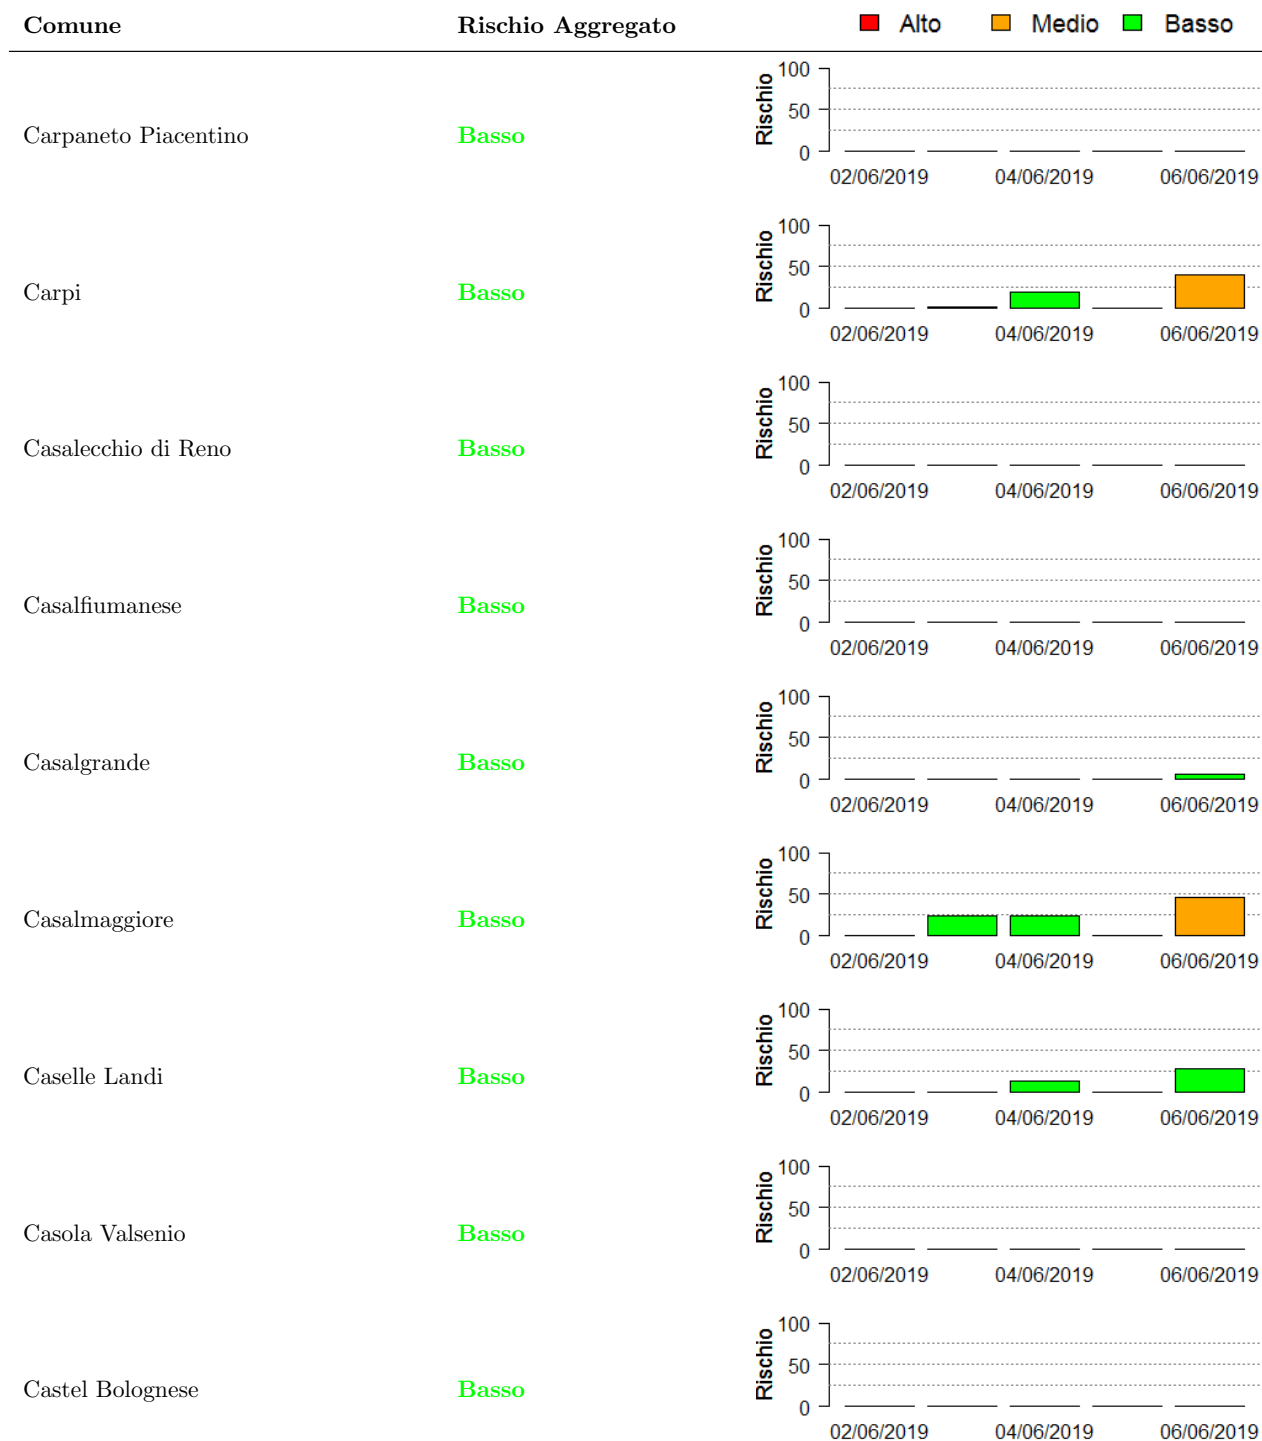 Comune Rischio Aggregato Alto Medio Basso
Carpaneto Piacentino Basso
Rischio
100
50
0
02/06/2019 04/06/2019 06/06/2019
Carpi Basso
Rischio
100
50
0
02/06/2019 04/06/2019 06/06/2019
Casalecchio di Reno Basso
Rischio
100
50
0
02/06/2019 04/06/2019 06/06/2019
Casalfiumanese Basso
Rischio
100
50
0
02/06/2019 04/06/2019 06/06/2019
Casalgrande Basso
Rischio
100
50
0
02/06/2019 04/06/2019 06/06/2019
Casalmaggiore Basso
Rischio
100
50
0
02/06/2019 04/06/2019 06/06/2019
Caselle Landi Basso
Rischio
100
50
0
02/06/2019 04/06/2019 06/06/2019
Casola Valsenio Basso
Rischio
100
50
0
02/06/2019 04/06/2019 06/06/2019
Castel Bolognese Basso
Rischio
100
50
0
02/06/2019 04/06/2019 06/06/2019